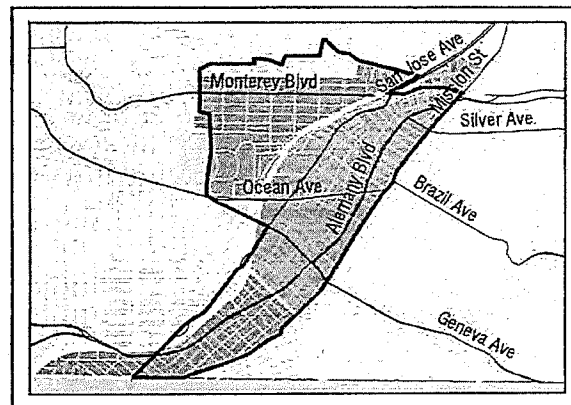 Monterey Blvd
San Jose Ave
Mission St
Silver Ave.
Ocean Ave.
Alemany Blvd
Brazil Ave
Geneva Ave